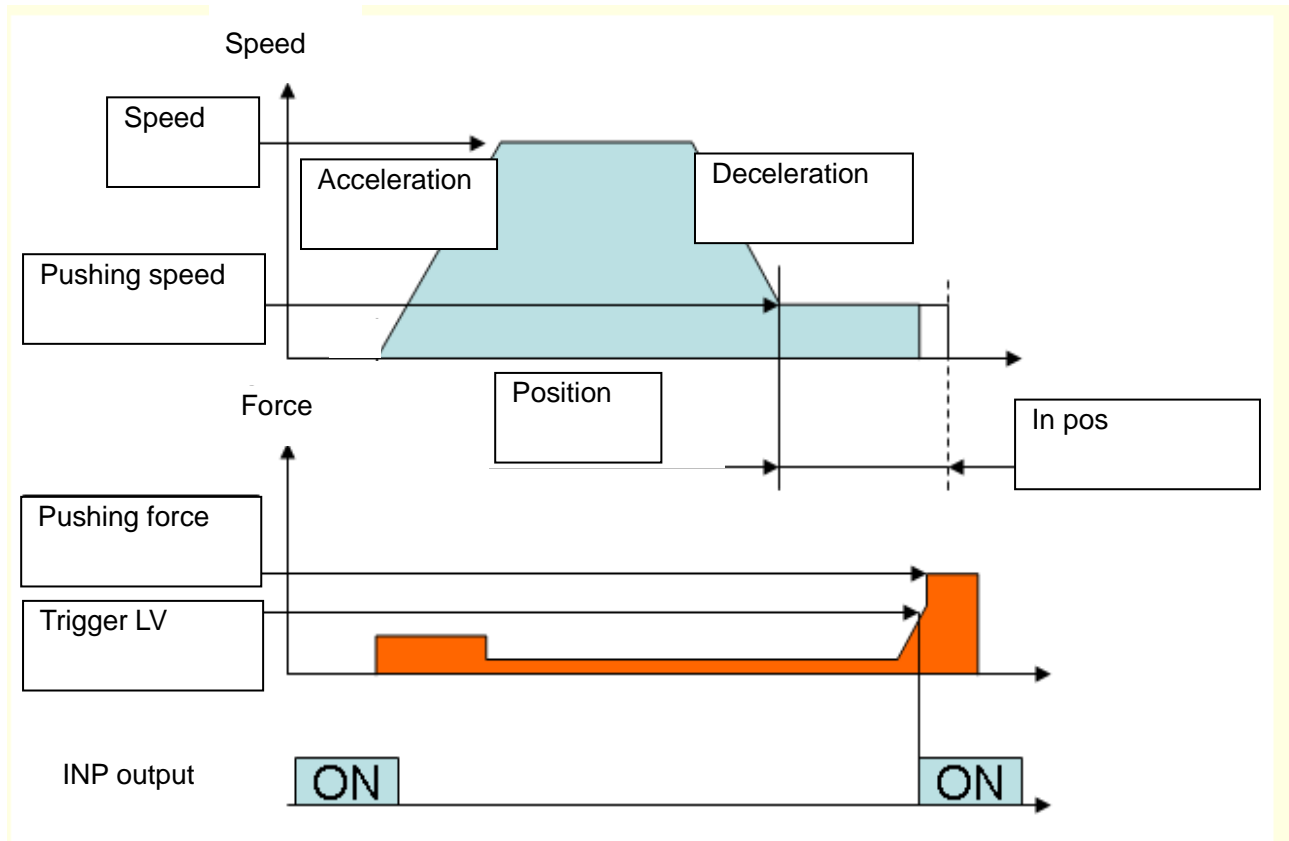 Speed
Speed
Acceleration
Deceleration
Pushing speed
Position
Force
In pos
Pushing force
Trigger LV
INP output
ON
ON